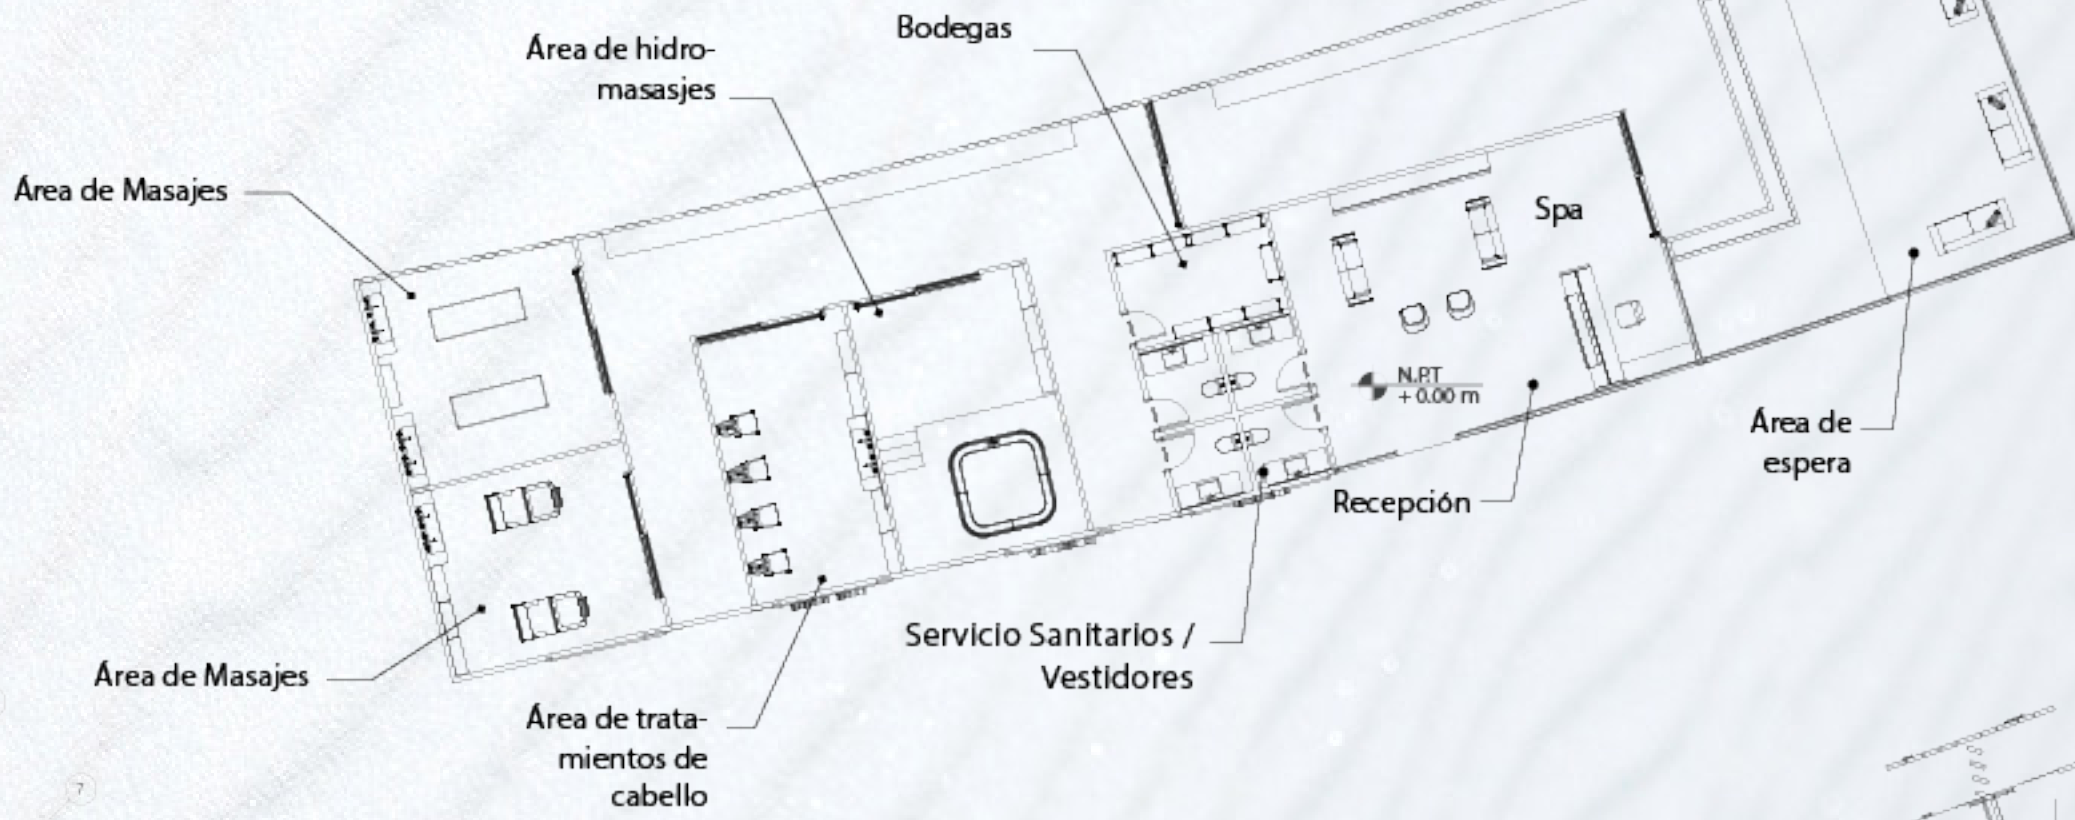 Bodegas
Área de hidro-
masasjes
Área de Masajes
Spa
N.P.T
+ 0.00 m
Área de
espera
Recepción
Servicio Sanitarios /
Vestidores
Área de Masajes
Área de trata-
mientos de
cabello
7